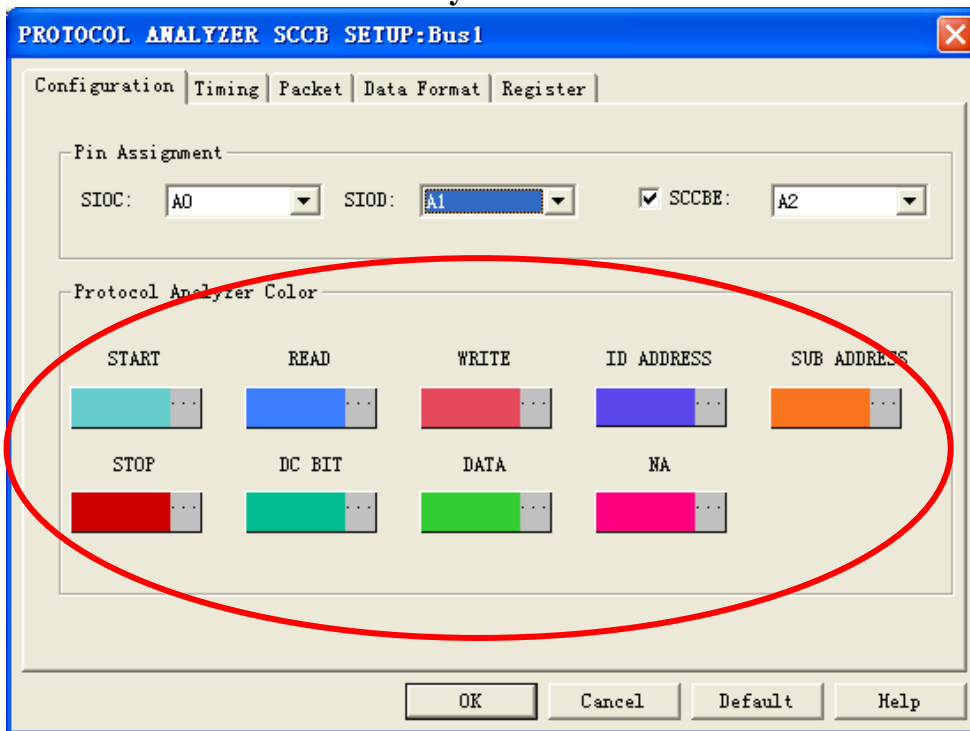 PROTOCOL ANALYZER SCCB SETUP:Bus1
Configuration Timing Packet Data Format Register
Pin Assignment
SIOC: A0 SIOD: A1 SCCBE: A2
Protocol Analyzer Color
START READ WRITE ID ADDRESS SUB ADDRESS
... ... ... ... ...
STOP DC BIT DATA NA
... ... ... ...
OK Cancel Default Help